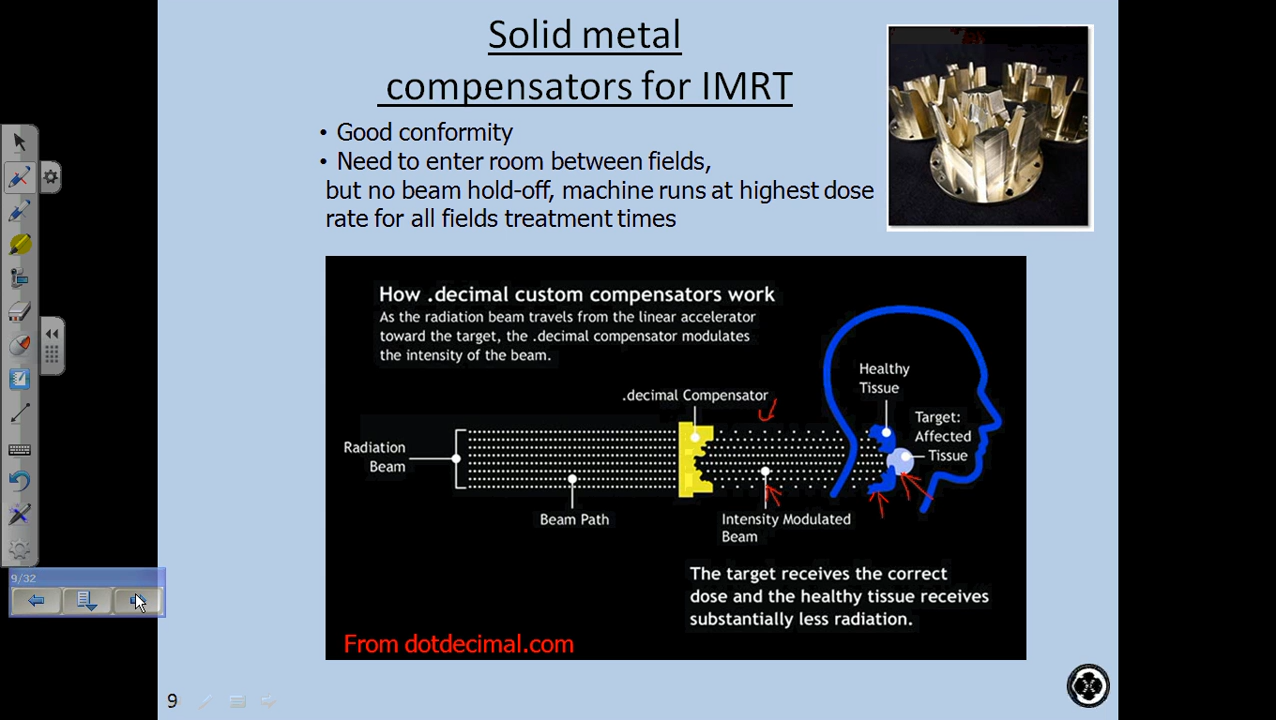 Solid metal
compensators for IMRT
• Good conformity
• Need to enter room between fields,
but no beam hold-off, machine runs at highest dose
rate for all fields treatment times
How .decimal custom compensators work
As the radiation beam travels from the linear accelerator
toward the target, the .decimal compensator modulates
the intensity of the beam.
.decimal Compensator
Healthy
Tissue
Target:
Affected
Tissue
Radiation
Beam
Beam Path
Intensity Modulated
Beam
The target receives the correct
dose and the healthy tissue receives
substantially less radiation.
From dotdecimal.com
9/32
9